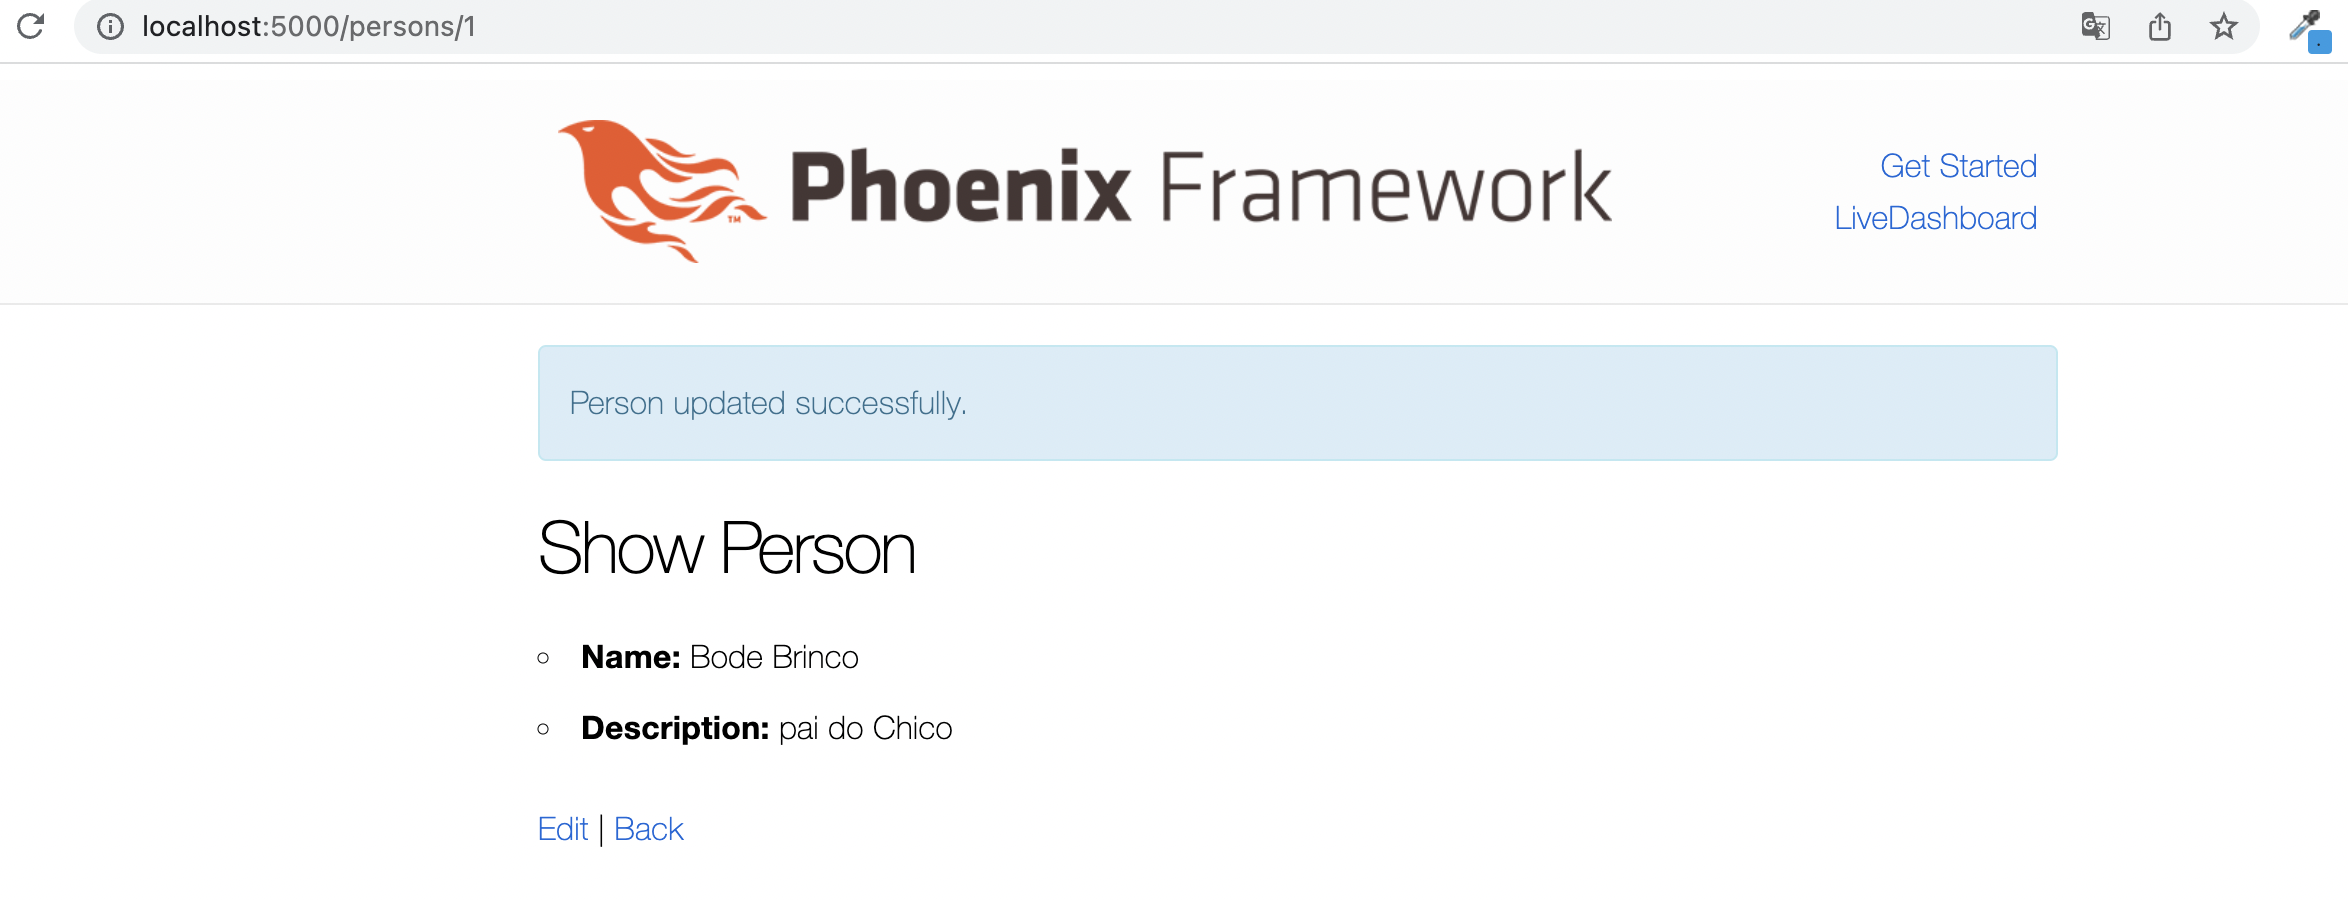 localhost:5000/persons/1
Phoenix Framework
TM
Get Started
LiveDashboard
Person updated successfully.
Show Person
Name: Bode Brinco
Description: pai do Chico
Edit | Back